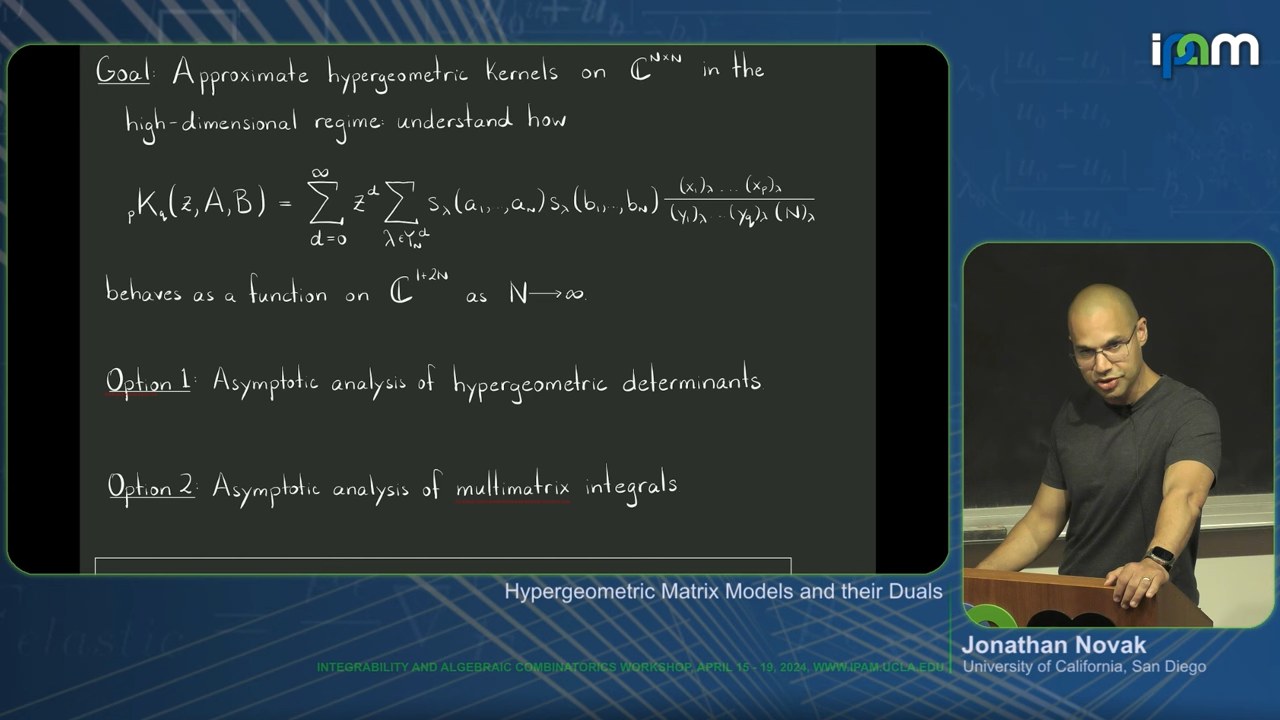 Goal: Approximate hypergeometric kernels on ℂ^{N×N} in the
high-dimensional regime: understand how
_pK_q(z,A,B) = ∑_{d=0}^{∞} z^d ∑_{λ∈Y_N^d} s_λ(a_1,...,a_N) s_λ(b_1,...,b_N) (x_1)_λ ... (x_p)_λ / (y_1)_λ ... (y_q)_λ (N)_λ
behaves as a function on ℂ^{1+2N} as N⟶∞.
Option 1: Asymptotic analysis of hypergeometric determinants
Option 2: Asymptotic analysis of multimatrix integrals
ipam
Hypergeometric Matrix Models and their Duals
Jonathan Novak
University of California, San Diego
INTEGRABILITY AND ALGEBRAIC COMBINATORICS WORKSHOP, APRIL 15 - 19, 2024, WWW.IPAM.UCLA.EDU